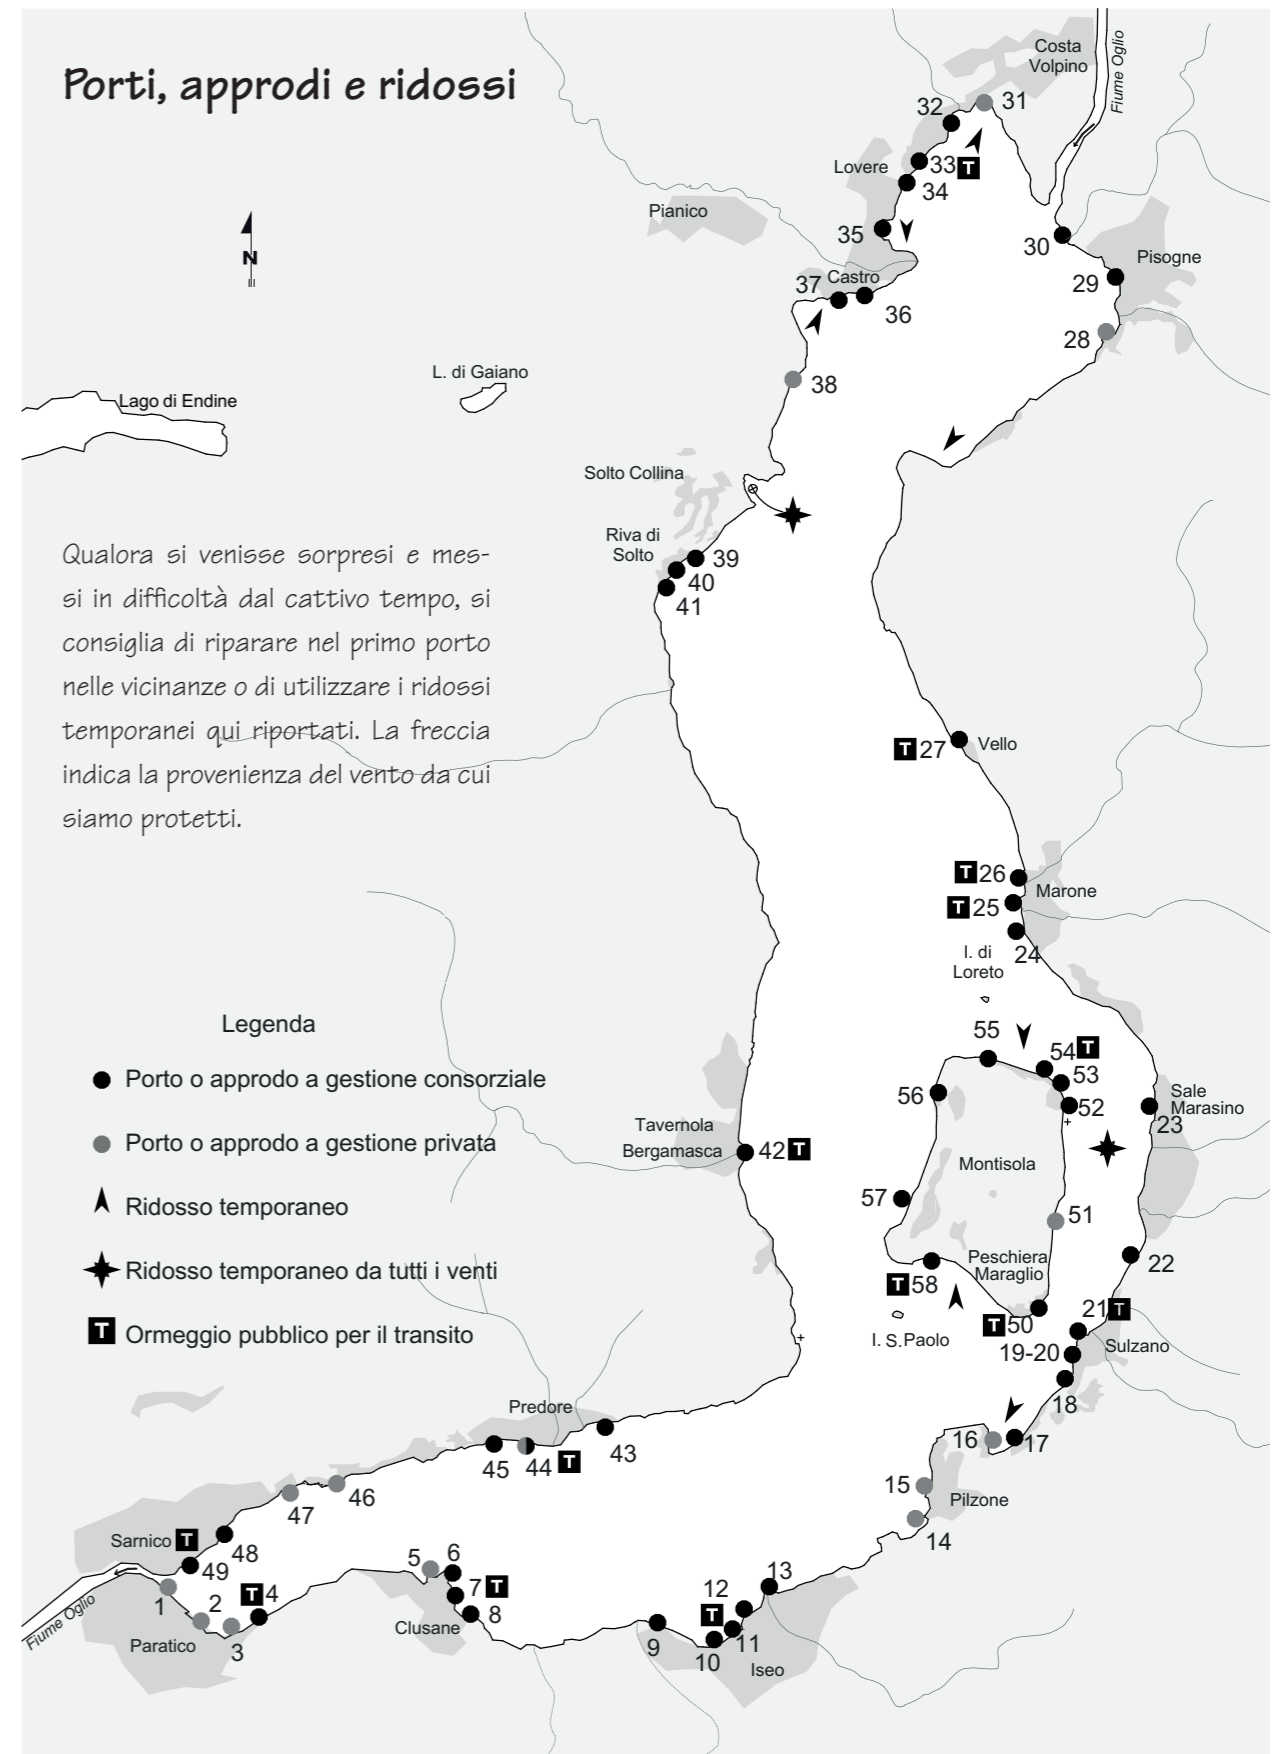 Porti, approdi e ridossi
Costa
Volpino
Fiume Oglio
31
32
33 T
34
Lovere
Pianico
35
30
Pisogne
29
28
N
37
Castro
36
38
L. di Gaiano
Lago di Endine
Solto Collina
Riva di
Solto
39
40
41
Qualora si venisse sorpresi e mes-
si in difficoltà dal cattivo tempo, si
consiglia di riparare nel primo porto
nelle vicinanze o di utilizzare i ridossi
temporanei qui riportati. La freccia
indica la provenienza del vento da cui
siamo protetti.
T 27
Vello
T 26
Marone
T 25
24
I. di
Loreto
55
54 T
53
52
56
Sale
Marasino
23
Legenda
Porto o approdo a gestione consorziale
Porto o approdo a gestione privata
Ridosso temporaneo
Ridosso temporaneo da tutti i venti
T Ormeggio pubblico per il transito
Tavernola
Bergamasca
42 T
Montisola
57
51
Peschiera
Maraglio
T 58
22
T 50
21 T
I. S.Paolo
19-20
Sulzano
18
Predore
43
45
44 T
16
17
46
47
15
Pilzone
14
Sarnico T
48
49
5
6
7 T
8
Clusane
13
12
T
11
10
9
Iseo
1
2
T 4
3
Paratico
Fiume Oglio